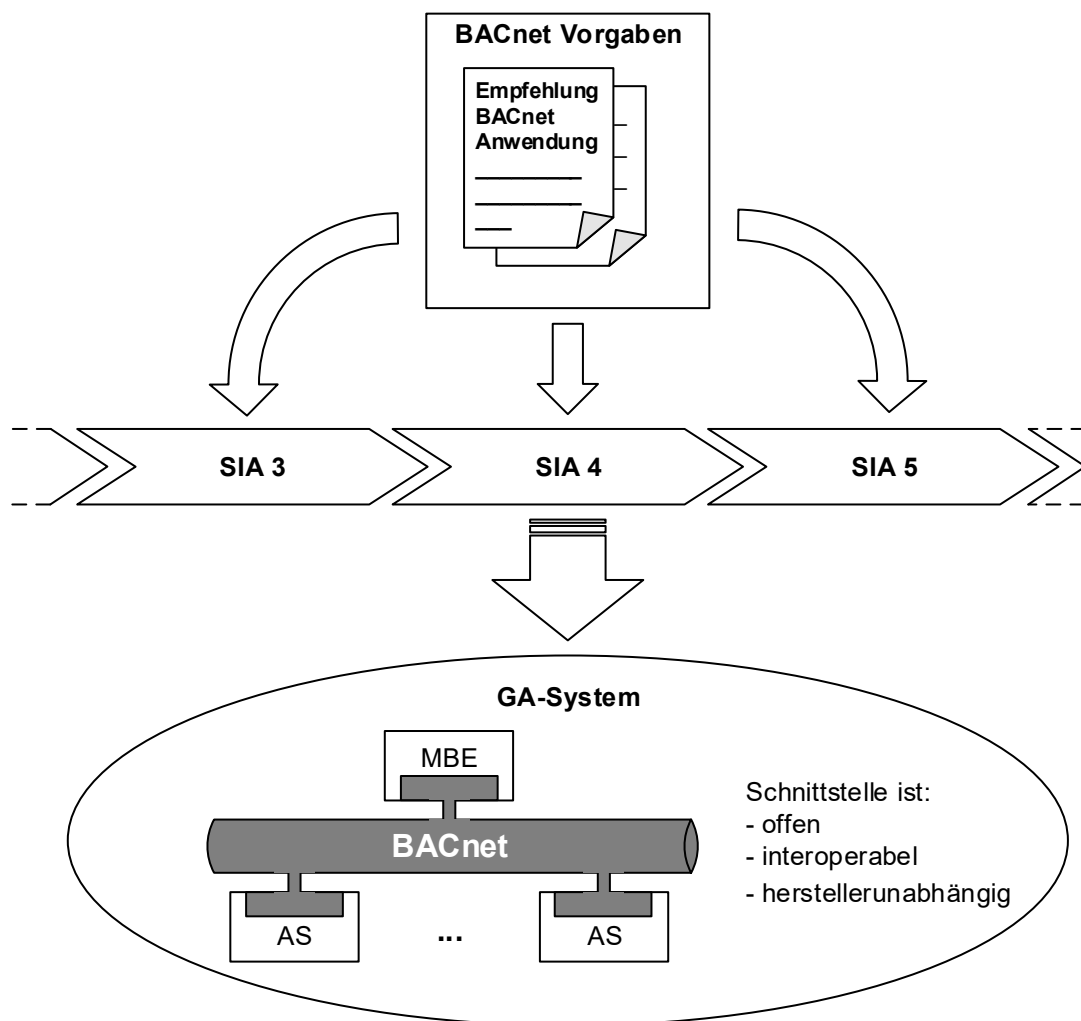 BACnet Vorgaben
Empfehlung
BACnet
Anwendung
SIA 3
SIA 4
SIA 5
GA-System
MBE
BACnet
AS
...
AS
Schnittstelle ist:
- offen
- interoperabel
- herstellerunabhängig